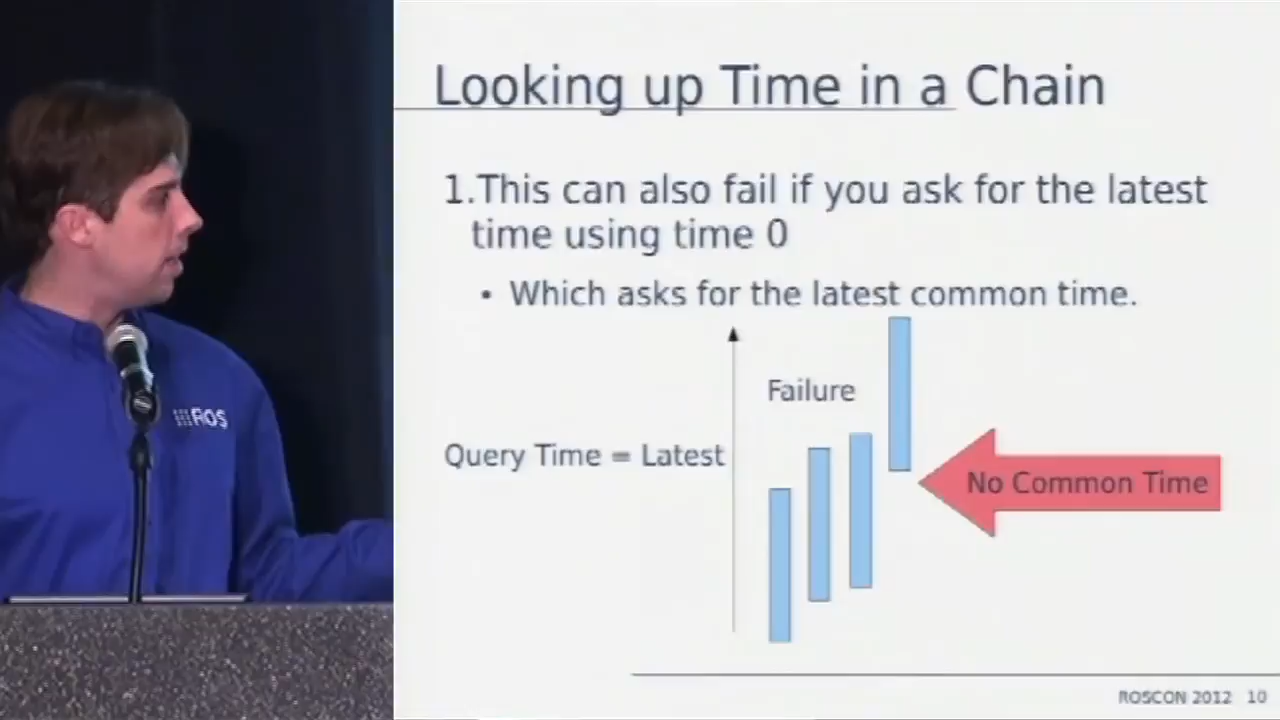 Looking up Time in a Chain
1.This can also fail if you ask for the latest
time using time 0
• Which asks for the latest common time.
Failure
Query Time = Latest
No Common Time
ROS
ROSCON 2012 10